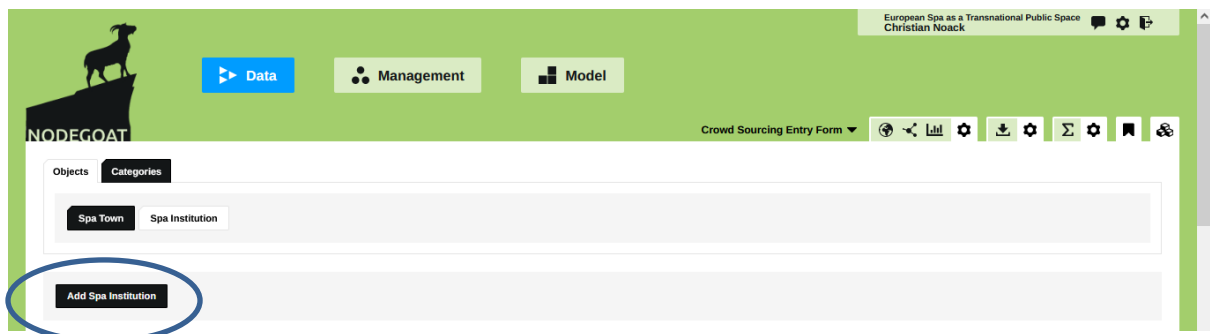 European Spa as a Transnational Public Space
Christian Noack
Data
Management
Model
NODEGOAT
Crowd Sourcing Entry Form
Objects
Categories
Spa Town
Spa Institution
Add Spa Institution